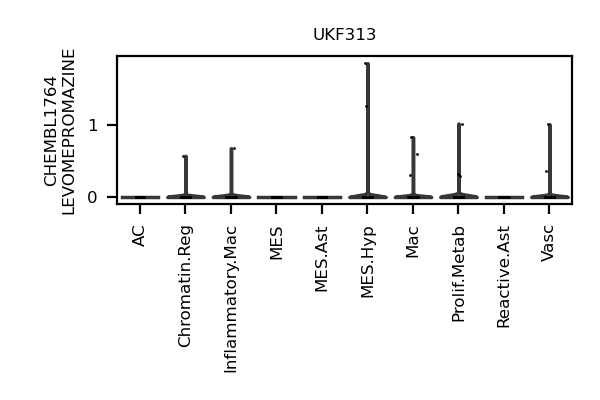 UKF313
CHEMBL1764
LEVOMEPROMAZINE
1
0
AC
Chromatin.Reg
Inflammatory.Mac
MES
MES.Ast
MES.Hyp
Mac
Prolif.Metab
Reactive.Ast
Vasc